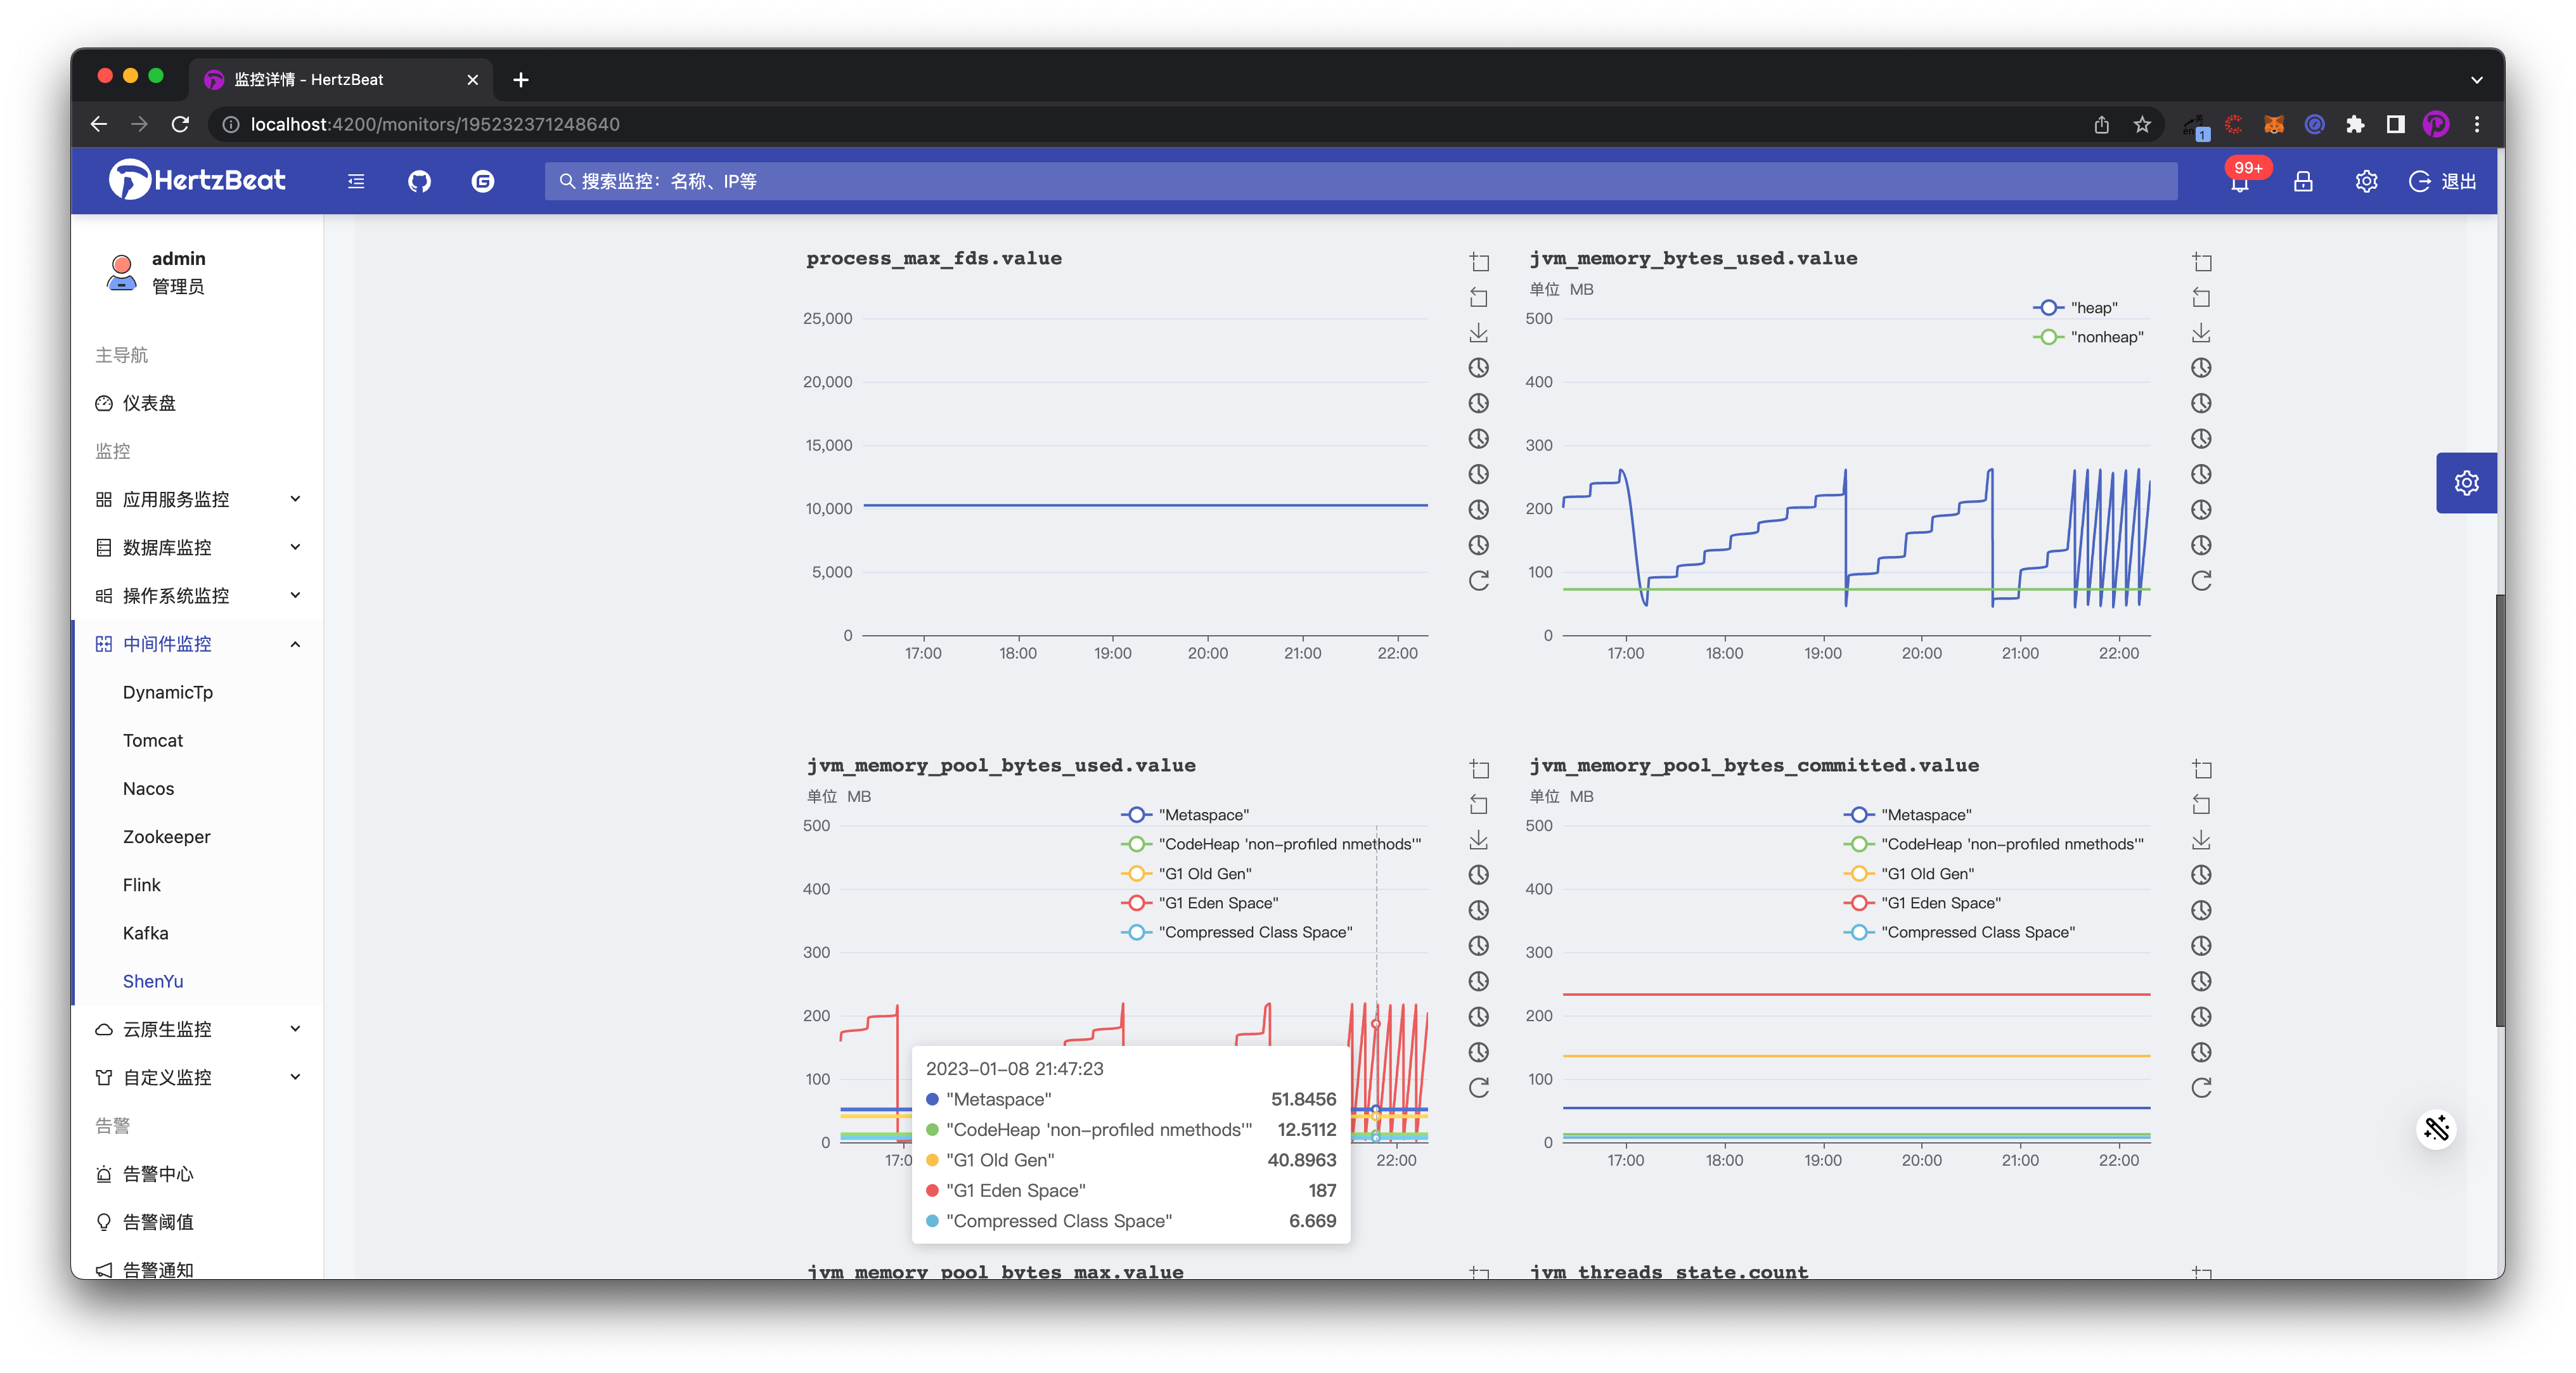 监控详情 - HertzBeat
localhost:4200/monitors/195232371248640
1
HertzBeat
搜索监控：名称、IP等
99+
退出
admin
管理员
主导航
仪表盘
监控
应用服务监控
数据库监控
操作系统监控
中间件监控
DynamicTp
Tomcat
Nacos
Zookeeper
Flink
Kafka
ShenYu
云原生监控
自定义监控
告警
告警中心
告警阈值
告警通知
process_max_fds.value
25,000
20,000
15,000
10,000
5,000
0
17:00 18:00 19:00 20:00 21:00 22:00
jvm_memory_bytes_used.value
单位 MB
"heap"
"nonheap"
500
400
300
200
100
0
17:00 18:00 19:00 20:00 21:00 22:00
jvm_memory_pool_bytes_used.value
单位 MB
"Metaspace"
"CodeHeap 'non-profiled nmethods'"
"G1 Old Gen"
"G1 Eden Space"
"Compressed Class Space"
500
400
300
200
100
0
17:0 22:00
2023-01-08 21:47:23
"Metaspace" 51.8456
"CodeHeap 'non-profiled nmethods'" 12.5112
"G1 Old Gen" 40.8963
"G1 Eden Space" 187
"Compressed Class Space" 6.669
jvm_memory_pool_bytes_committed.value
单位 MB
"Metaspace"
"CodeHeap 'non-profiled nmethods'"
"G1 Old Gen"
"G1 Eden Space"
"Compressed Class Space"
500
400
300
200
100
0
17:00 18:00 19:00 20:00 21:00 22:00
jvm_memory_pool_bytes_max.value
jvm_threads_state.count